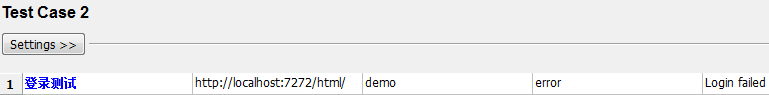 Test Case 2
Settings >>
1 登录测试 http://localhost:7272/html/ demo error Login failed